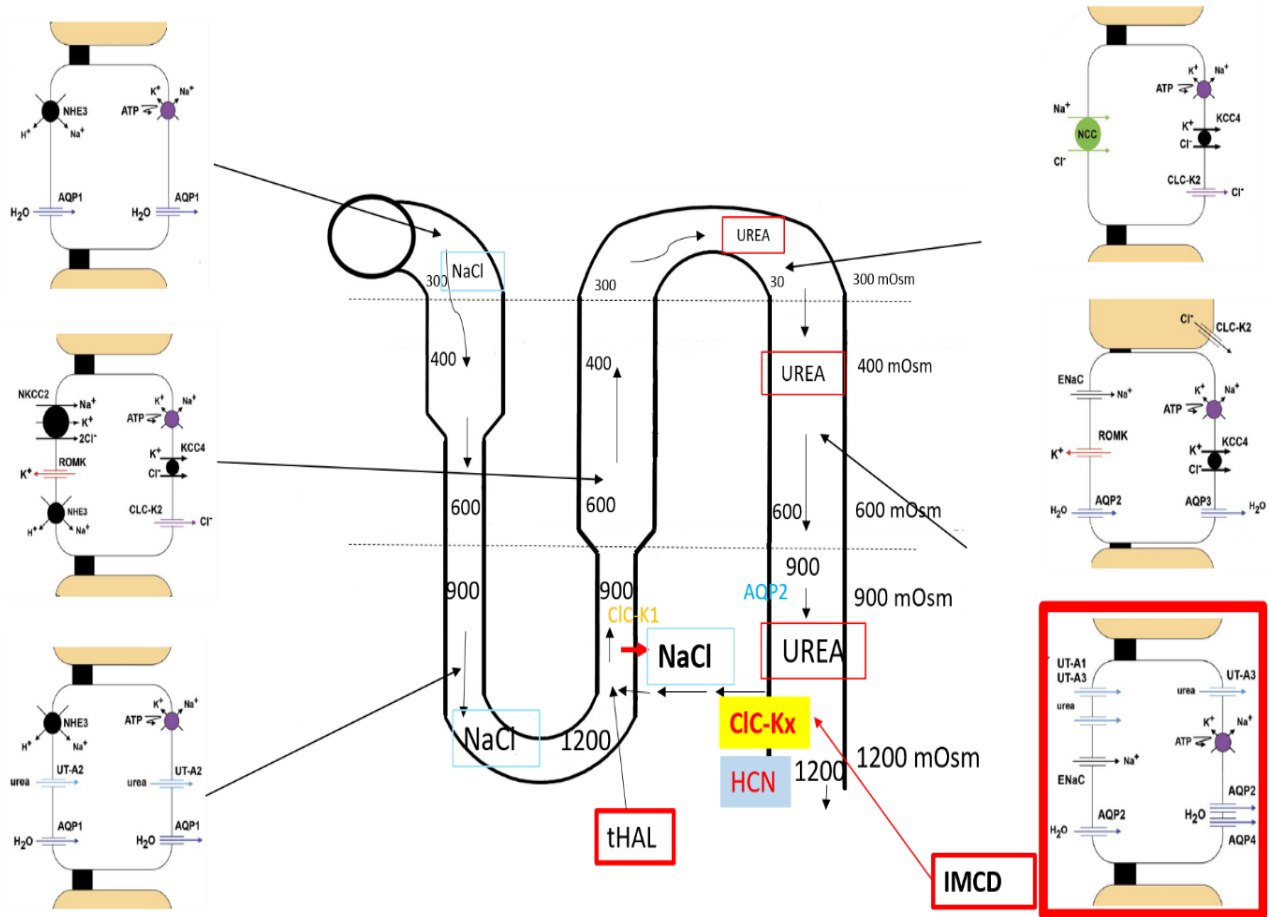 K⁺
Na⁺
ATP
NHE3
H⁺
Na⁺
AQP1
AQP1
H₂O
H₂O
NKCC2
Na⁺
K⁺
2Cl⁻
ROMK
K⁺
NHE3
H⁺
Na⁺
K⁺
Na⁺
ATP
KCC4
K⁺
Cl⁻
CLC-K2
Cl⁻
NHE3
H⁺
Na⁺
K⁺
Na⁺
ATP
urea
UT-A2
urea
UT-A2
AQP1
H₂O
AQP1
H₂O
NaCl
300
400
600
900
NaCl
1200
900
ClC-K1
600
400
300
UREA
30
300 mOsm
UREA
400 mOsm
600
600 mOsm
900
AQP2
900 mOsm
NaCl
UREA
ClC-Kx
HCN
1200
1200 mOsm
tHAL
IMCD
Na⁺
NCC
Cl⁻
K⁺
Na⁺
ATP
KCC4
K⁺
Cl⁻
CLC-K2
Cl⁻
Cl⁻
CLC-K2
ENaC
Na⁺
ROMK
K⁺
AQP2
H₂O
K⁺
Na⁺
ATP
KCC4
K⁺
Cl⁻
AQP3
H₂O
UT-A1
UT-A3
urea
ENaC
Na⁺
AQP2
H₂O
UT-A3
urea
K⁺
Na⁺
ATP
AQP2
H₂O
AQP4